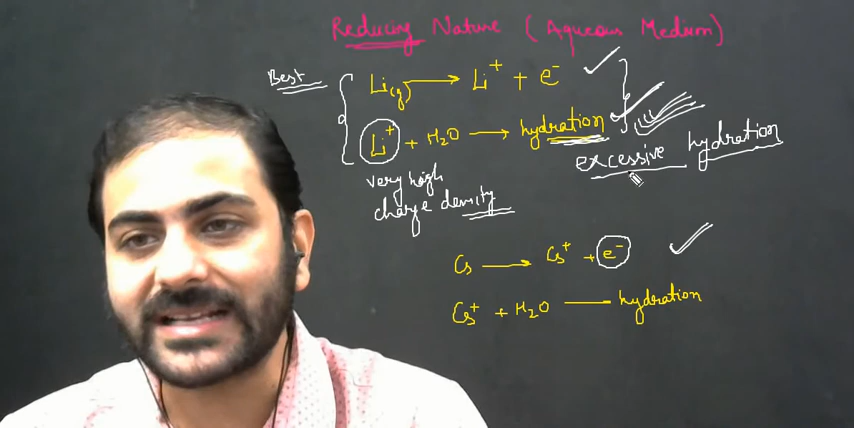 Reducing Nature (Aqueous Medium)
Best
Li(g) → Li⁺ + e⁻
Li⁺ + H₂O → hydration
excessive hydration
very high
charge density
Cs → Cs⁺ + e⁻
Cs⁺ + H₂O — hydration